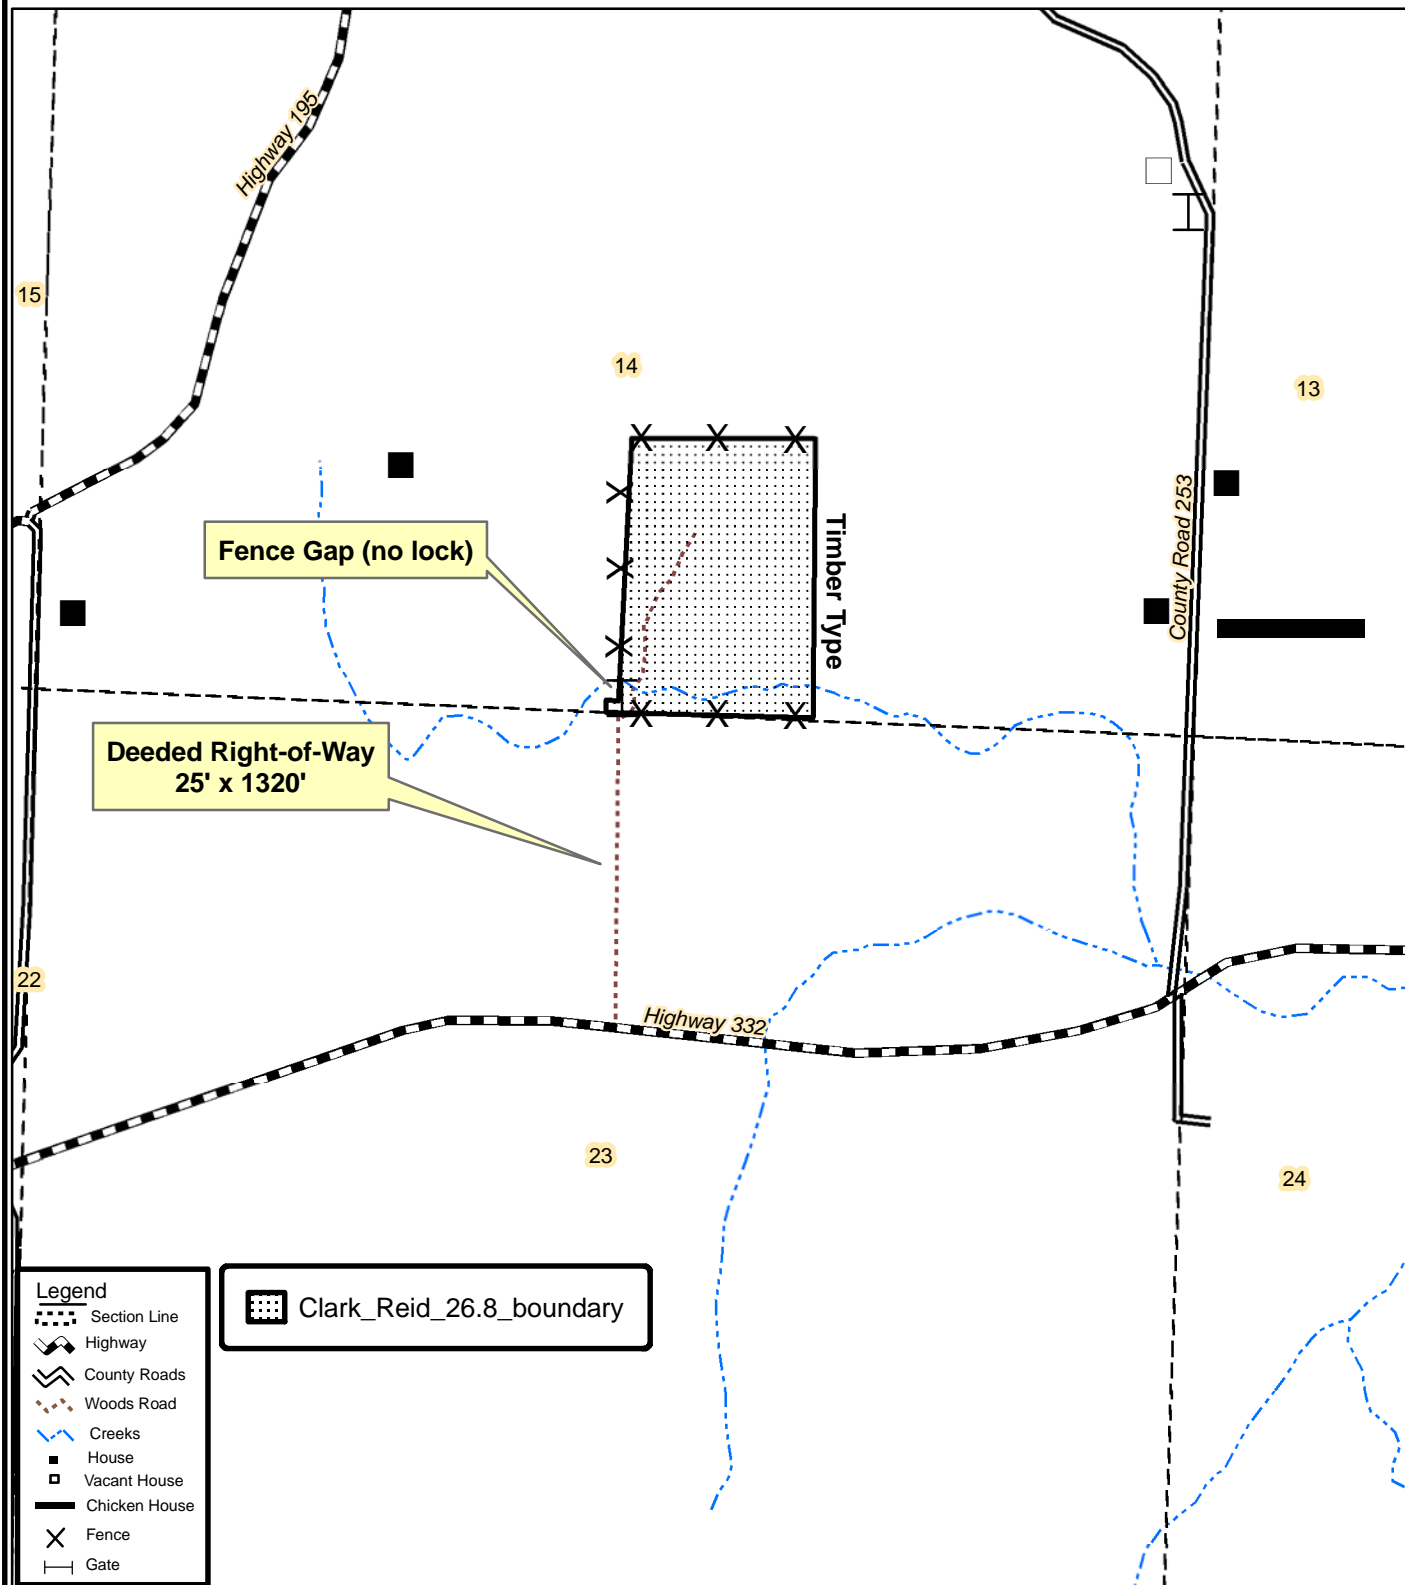 Highway 195
15
14
13
Fence Gap (no lock)
Timber Type
County Road 253
Deeded Right-of-Way
25' x 1320'
22
Highway 332
23
24
Legend
Section Line
Highway
County Roads
Woods Road
Creeks
House
Vacant House
Chicken House
Fence
Gate
Clark_Reid_26.8_boundary